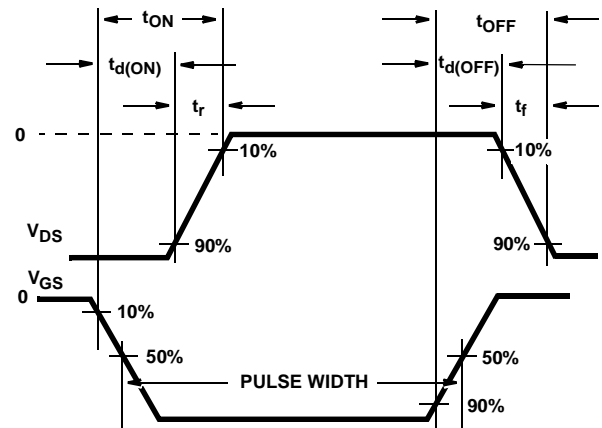 tON tOFF
td(ON) td(OFF)
tr tf
0
10% 10%
VDS
90% 90%
VGS
0
10%
50% 50%
PULSE WIDTH
90%